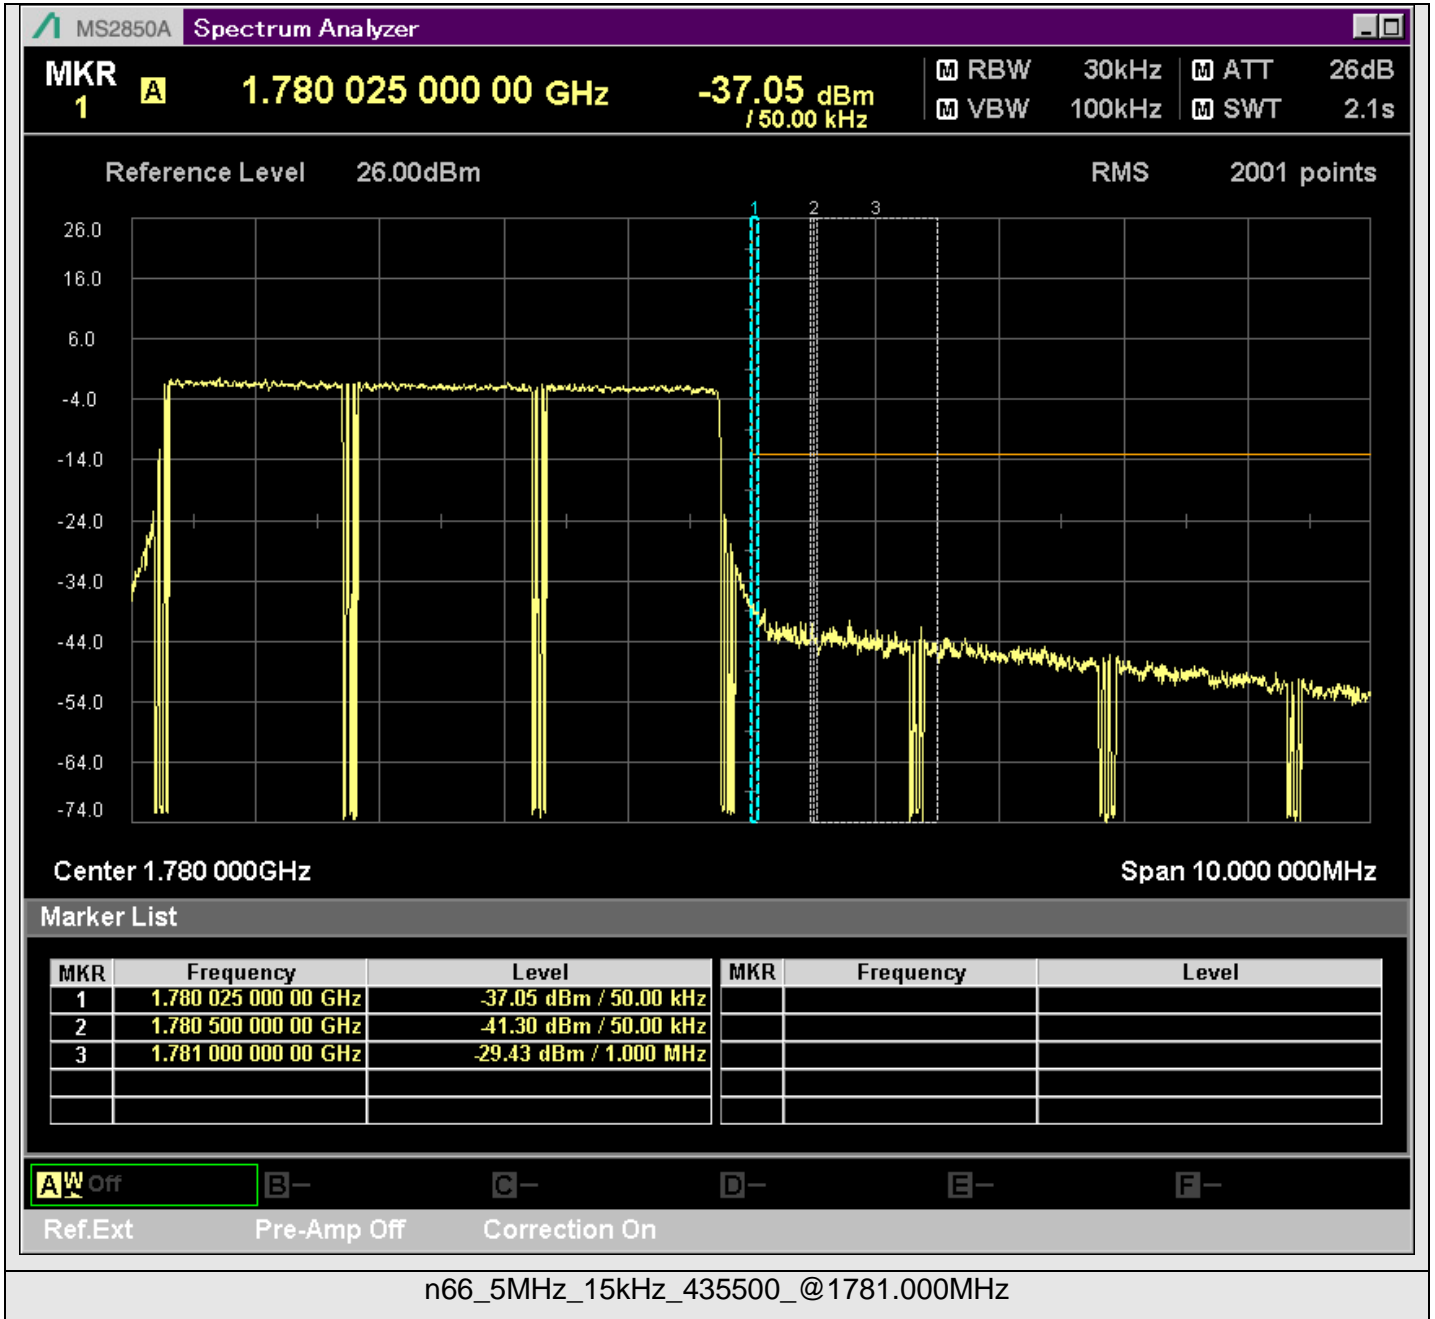 MS2850A Spectrum Analyzer
MKR 1 A 1.780 025 000 00 GHz -37.05 dBm / 50.00 kHz
M RBW 30kHz M ATT 26dB
M VBW 100kHz M SWT 2.1s
Reference Level 26.00dBm RMS 2001 points
1 2 3
26.0
16.0
6.0
-4.0
-14.0
-24.0
-34.0
-44.0
-54.0
-64.0
-74.0
Center 1.780 000GHz Span 10.000 000MHz
Marker List
MKR Frequency Level MKR Frequency Level
1 1.780 025 000 00 GHz -37.05 dBm / 50.00 kHz
2 1.780 500 000 00 GHz -41.30 dBm / 50.00 kHz
3 1.781 000 000 00 GHz -29.43 dBm / 1.000 MHz
A W Off B- C- D- E- F-
Ref.Ext Pre-Amp Off Correction On
n66_5MHz_15kHz_435500_@1781.000MHz